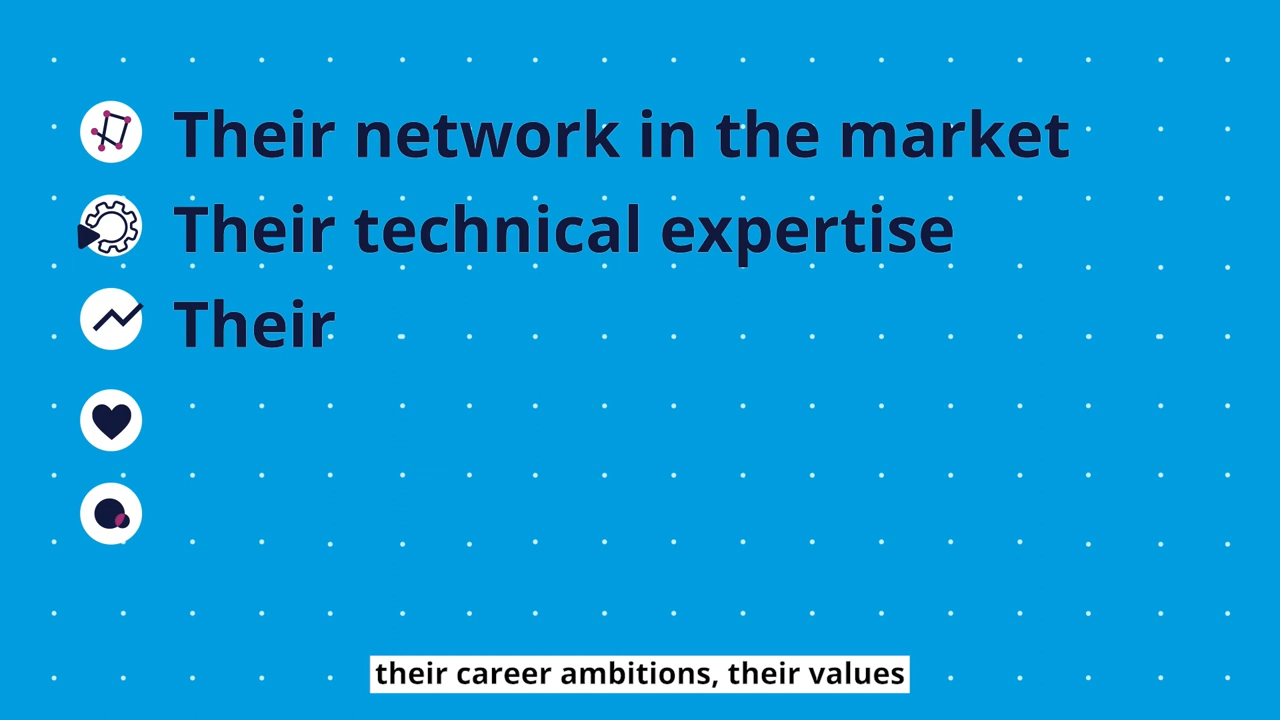 Their network in the market
Their technical expertise
Their
their career ambitions, their values